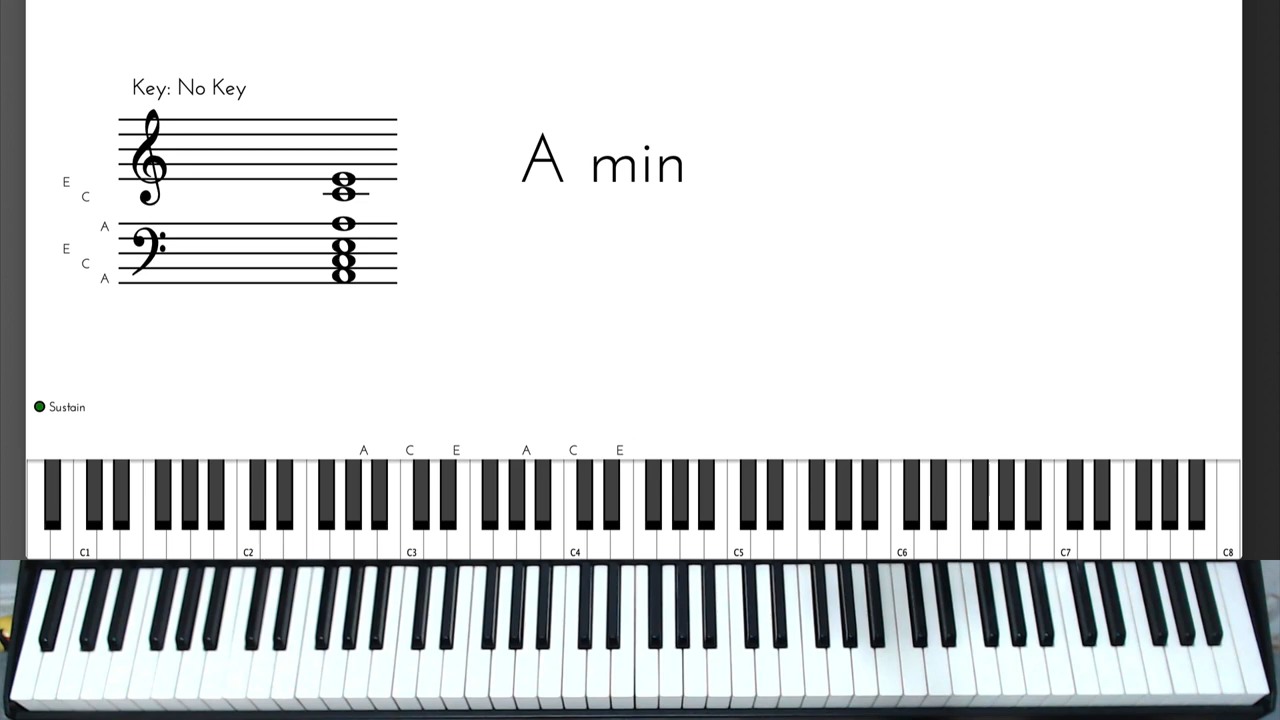 Key: No Key
A min
E
C
A
E
C
A
Sustain
A C E A C E
C1 C2 C3 C4 C5 C6 C7 C8